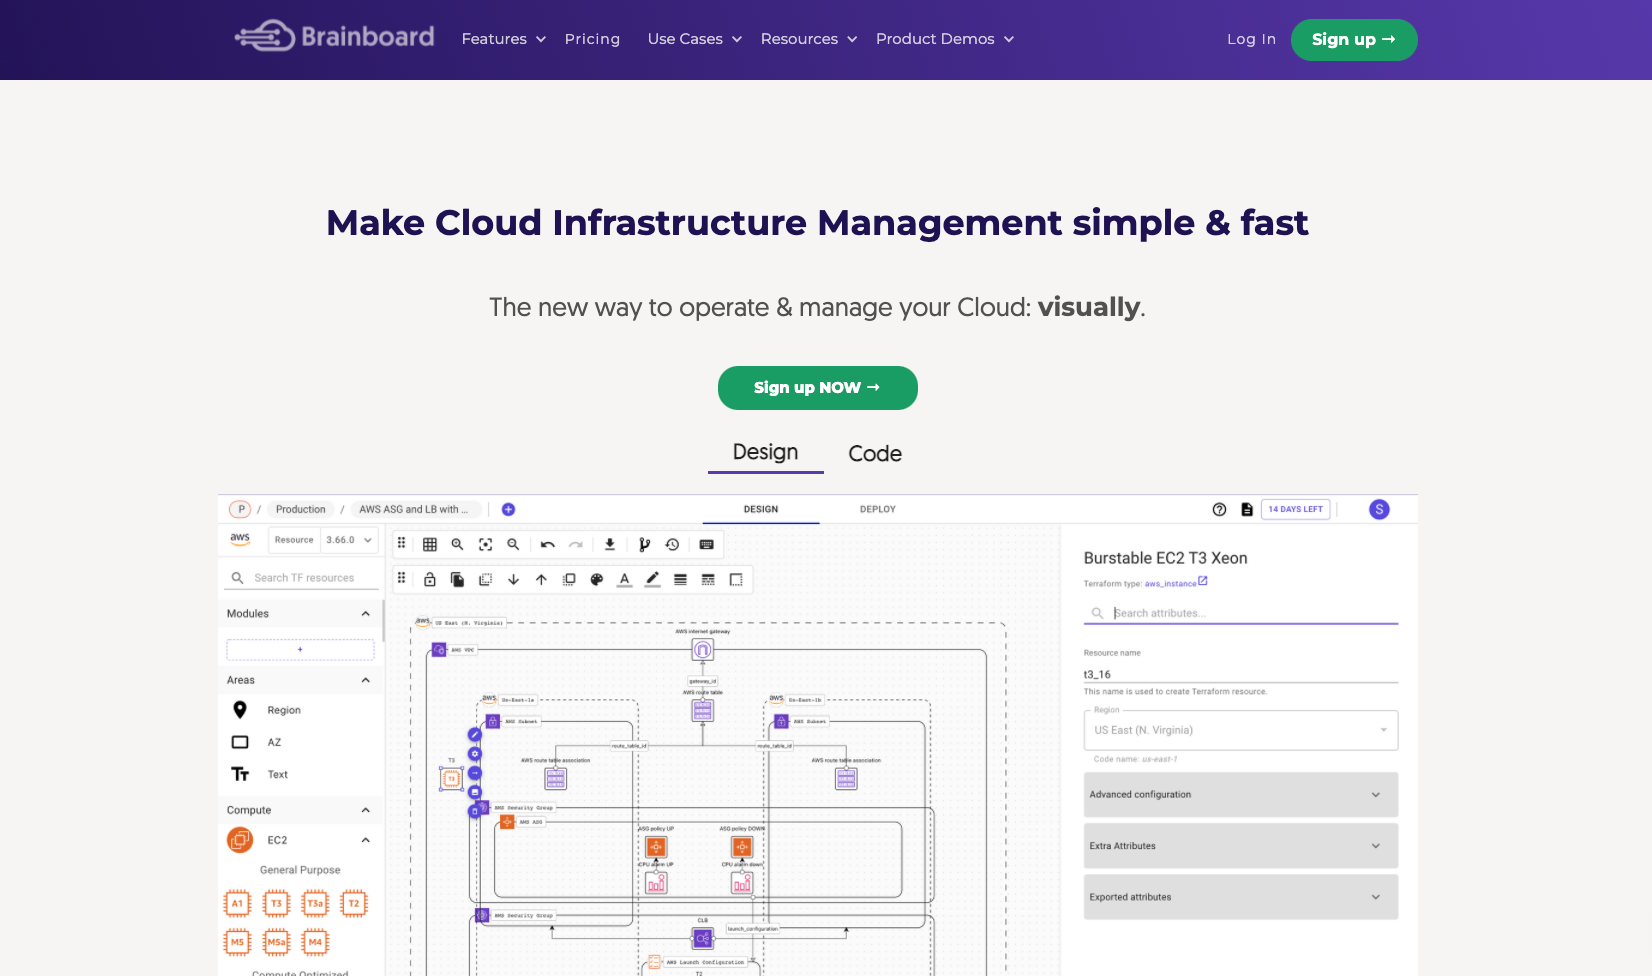 Brainboard
Features
Pricing
Use Cases
Resources
Product Demos
Log In
Sign up →
Make Cloud Infrastructure Management simple & fast
The new way to operate & manage your Cloud: visually.
Sign up NOW →
Design
Code
P / Production / AWS ASG and LB with ...
DESIGN
DEPLOY
14 DAYS LEFT
S
aws
Resource
3.66.0
Search TF resources
Modules
+
Areas
Region
AZ
Text
Compute
EC2
General Purpose
A1
T3
T3a
T2
M5
M5a
M4
Compute Optimized
aws
US East (N. Virginia)
AWS internet gateway
AWS VPC
gateway_id
AWS route table
aws
Us-East-1a
aws
Us-East-1b
AWS Subnet
AWS Subnet
route_table_id
route_table_id
T3
AWS route table association
AWS route table association
T3
AWS Security Group
AWS ASG
ASG policy UP
ASG policy DOWN
CPU alarm UP
CPU alarm down
AWS Security Group
CLB
launch_configuration
AWS Launch Configuration
T2
Burstable EC2 T3 Xeon
Terraform type: aws_instance
Search attributes...
Resource name
t3_16
This name is used to create Terraform resource.
Region
US East (N. Virginia)
Code name: us-east-1
Advanced configuration
Extra Attributes
Exported attributes